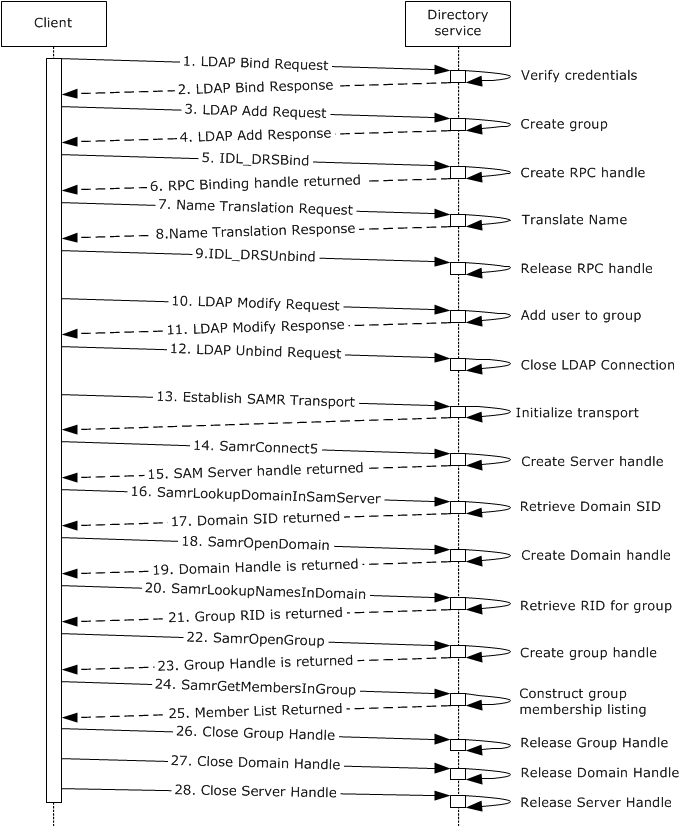 Client
Directory
service
1. LDAP Bind Request
Verify credentials
2. LDAP Bind Response
3. LDAP Add Request
Create group
4. LDAP Add Response
5. IDL_DRSBind
Create RPC handle
6. RPC Binding handle returned
7. Name Translation Request
Translate Name
8.Name Translation Response
9.IDL_DRSUnbind
Release RPC handle
10. LDAP Modify Request
Add user to group
11. LDAP Modify Response
12. LDAP Unbind Request
Close LDAP Connection
13. Establish SAMR Transport
Initialize transport
14. SamrConnect5
Create Server handle
15. SAM Server handle returned
16. SamrLookupDomainInSamServer
Retrieve Domain SID
17. Domain SID returned
18. SamrOpenDomain
Create Domain handle
19. Domain Handle is returned
20. SamrLookupNamesInDomain
Retrieve RID for group
21. Group RID is returned
22. SamrOpenGroup
Create group handle
23. Group Handle is returned
24. SamrGetMembersInGroup
Construct group
membership listing
25. Member List Returned
26. Close Group Handle
Release Group Handle
27. Close Domain Handle
Release Domain Handle
28. Close Server Handle
Release Server Handle